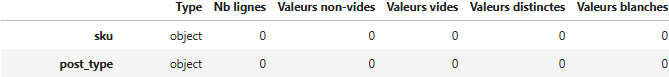 Type Nb lignes Valeurs non-vides Valeurs vides Valeurs distinctes Valeurs blanches
sku object 0 0 0 0 0
post_type object 0 0 0 0 0